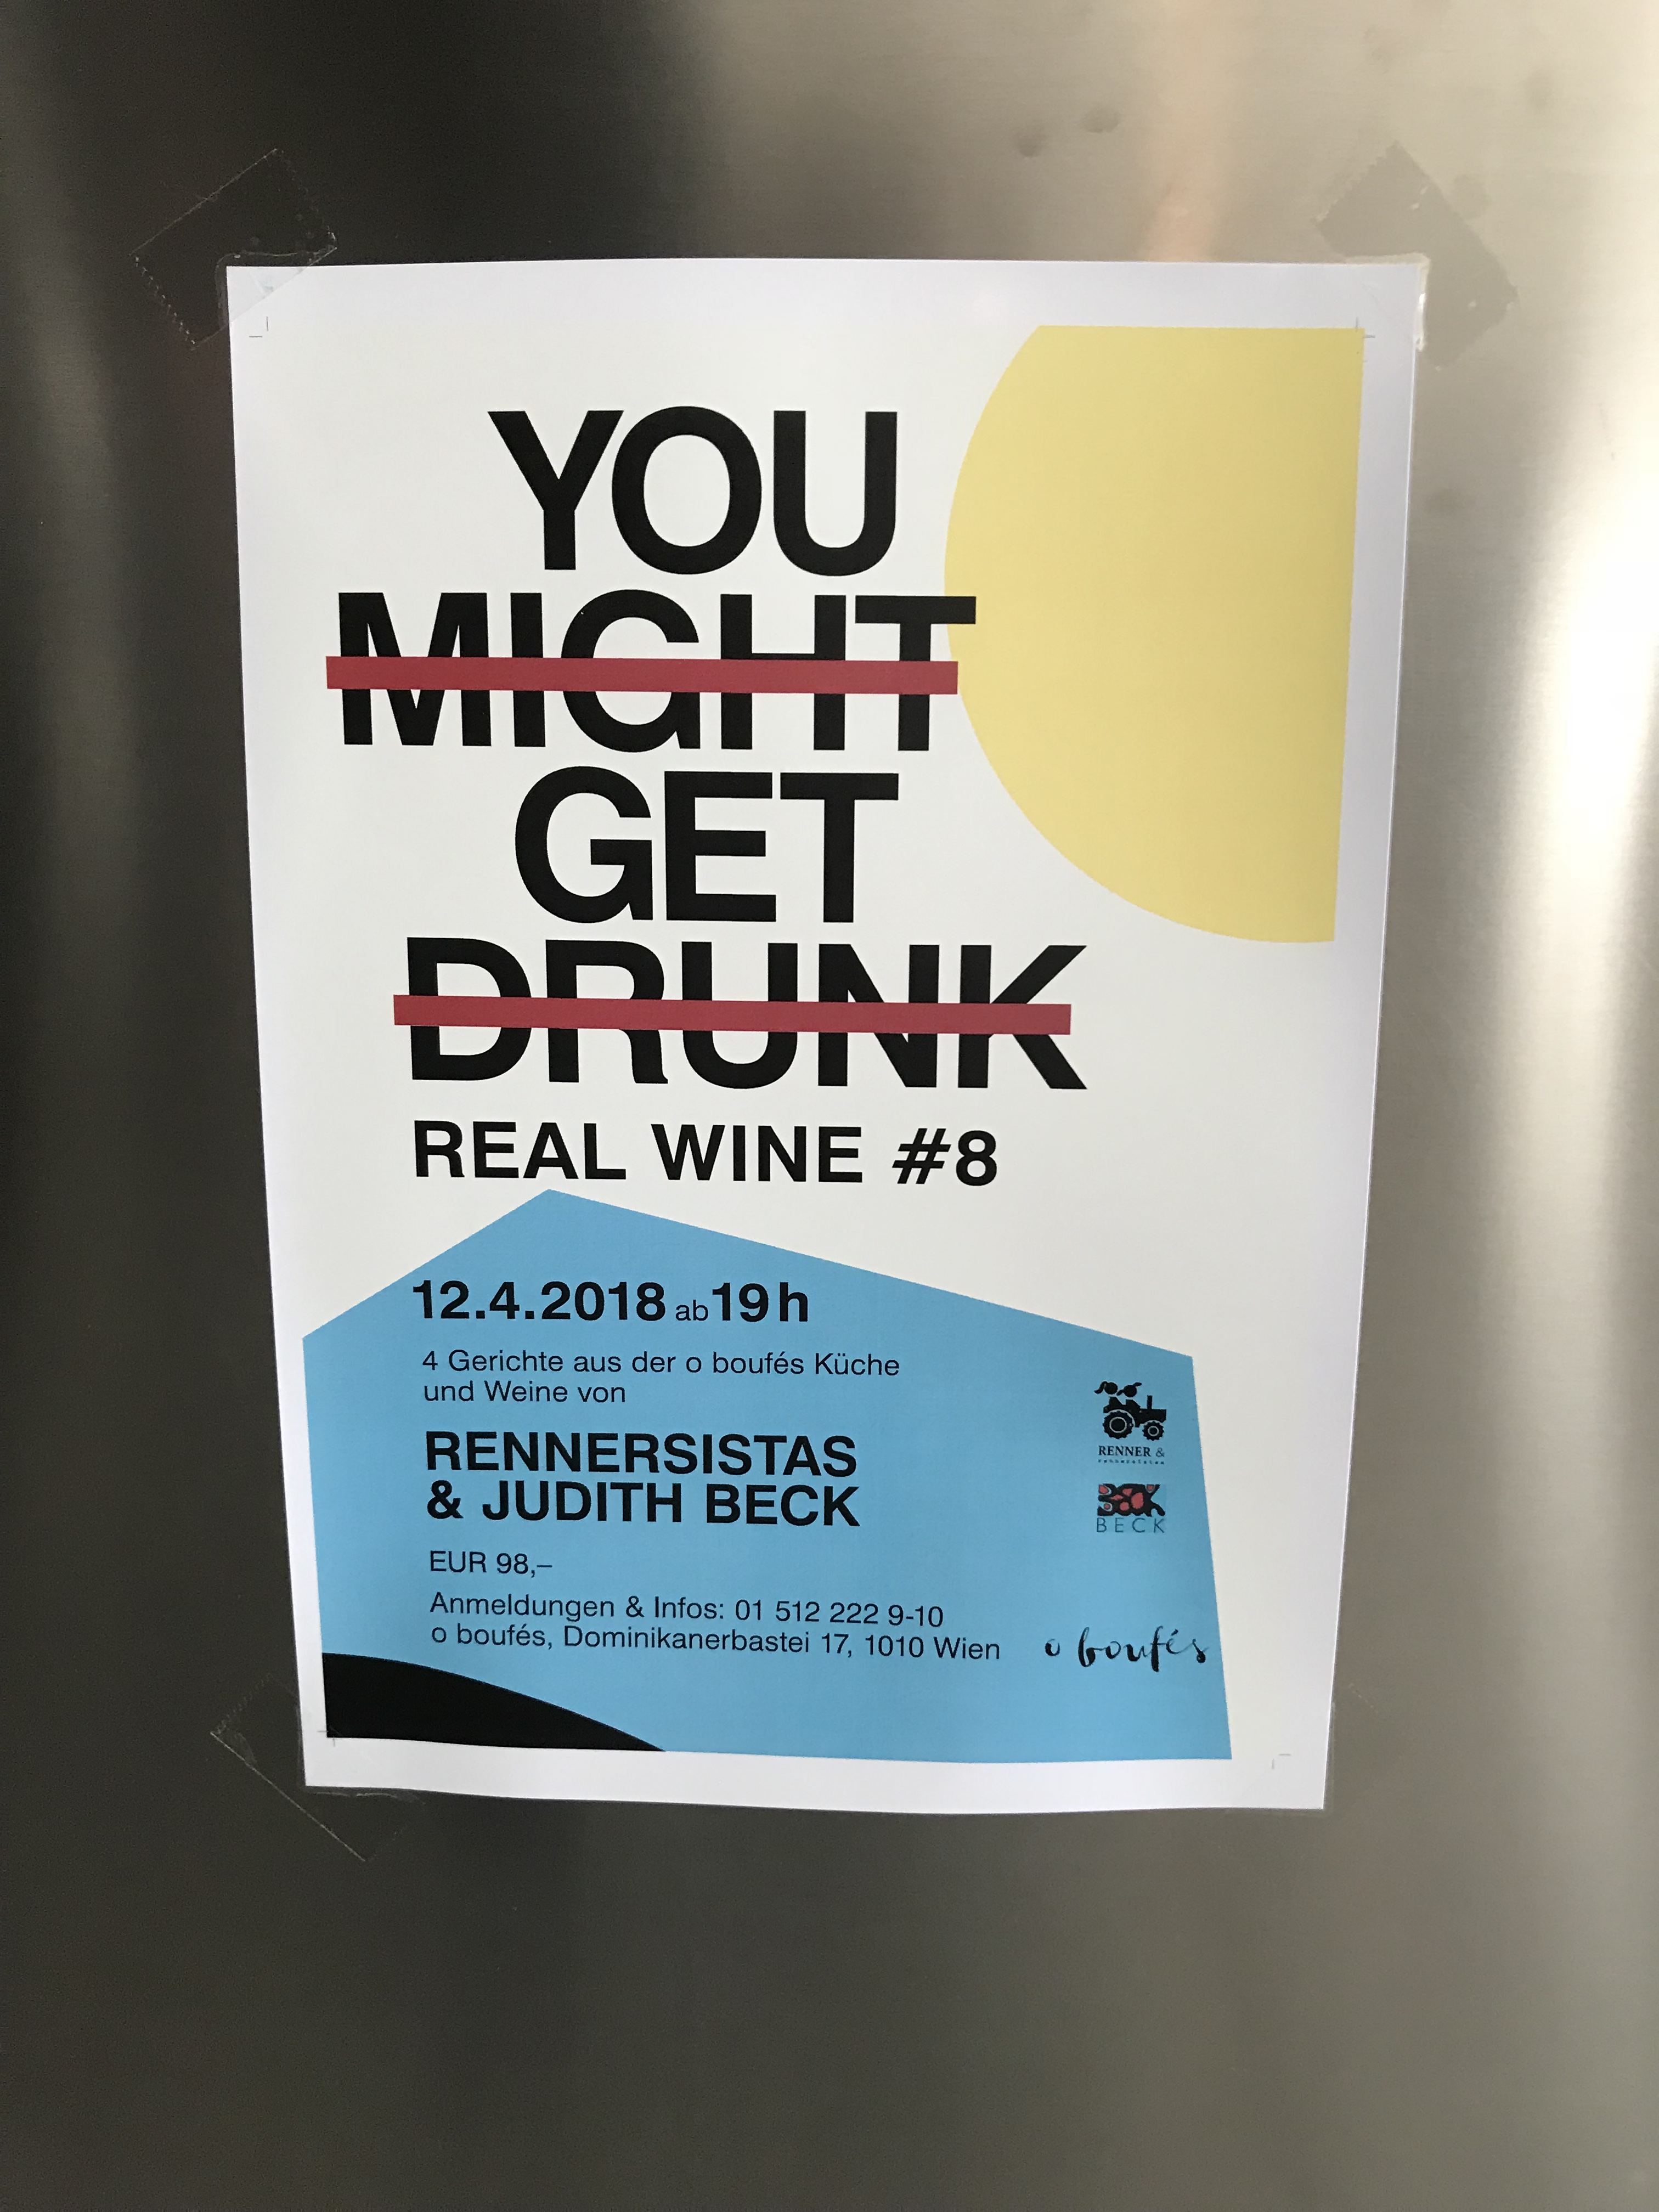 YOU
MIGHT
GET
DRUNK
REAL WINE #8
12.4.2018 ab 19 h
4 Gerichte aus der o boufés Küche
und Weine von
RENNERSISTAS
& JUDITH BECK
EUR 98,–
Anmeldungen & Infos: 01 512 222 9-10
o boufés, Dominikanerbastei 17, 1010 Wien
RENNER &
rennersistas
BECK
BECK
o boufés